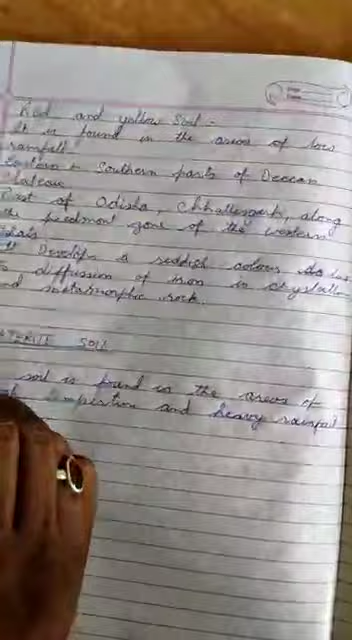 Red and yellow Soil -
It is found in the areas of low
rainfall
Eastern & Southern parts of Deccan
Plateau
Part of Odisha, Chhattisgarh, along
the piedmont zone of the western
Ghats
It Develops a reddish colour due to
diffusion of iron in crystalline
and metamorphic rock.
SOIL
soil is found in the areas of
and heavy rainfall